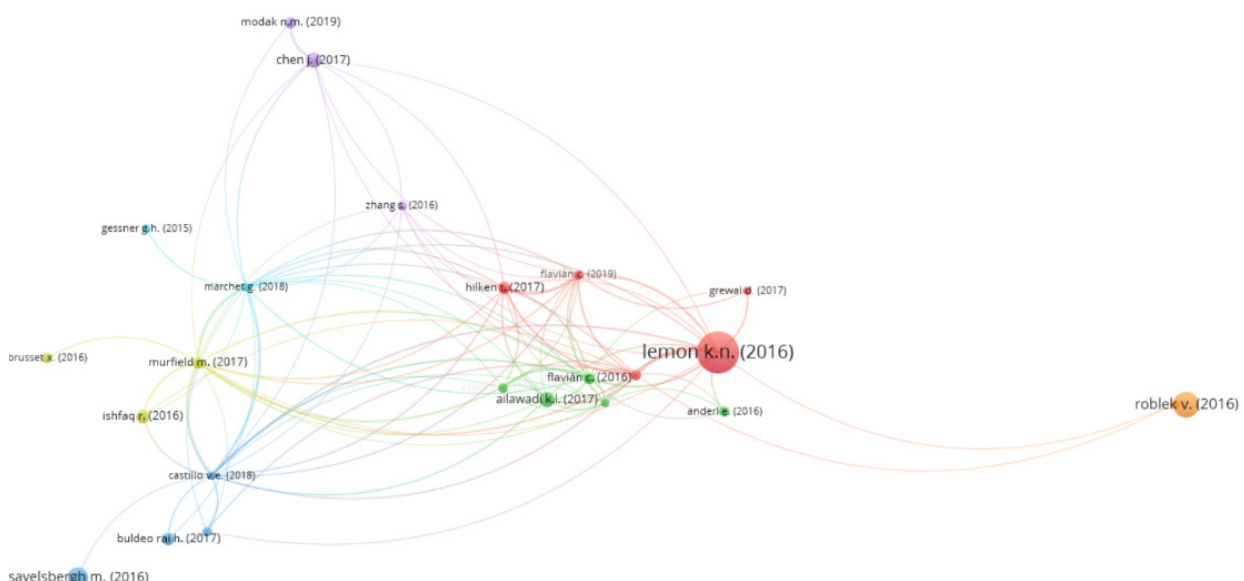 modak n.m. (2019)
chen j. (2017)
zhang s. (2016)
gessner g.h. (2015)
flavián c. (2019)
marchet g. (2018)
hilken t. (2017)
grewal d. (2017)
lemon k.n. (2016)
brusset x. (2016)
murfield m. (2017)
flavián c. (2016)
ailawadi k.l. (2017)
roblek v. (2016)
anderl e. (2016)
ishfaq r. (2016)
castillo v.e. (2018)
buldeo rai h. (2017)
savelsbergh m. (2016)